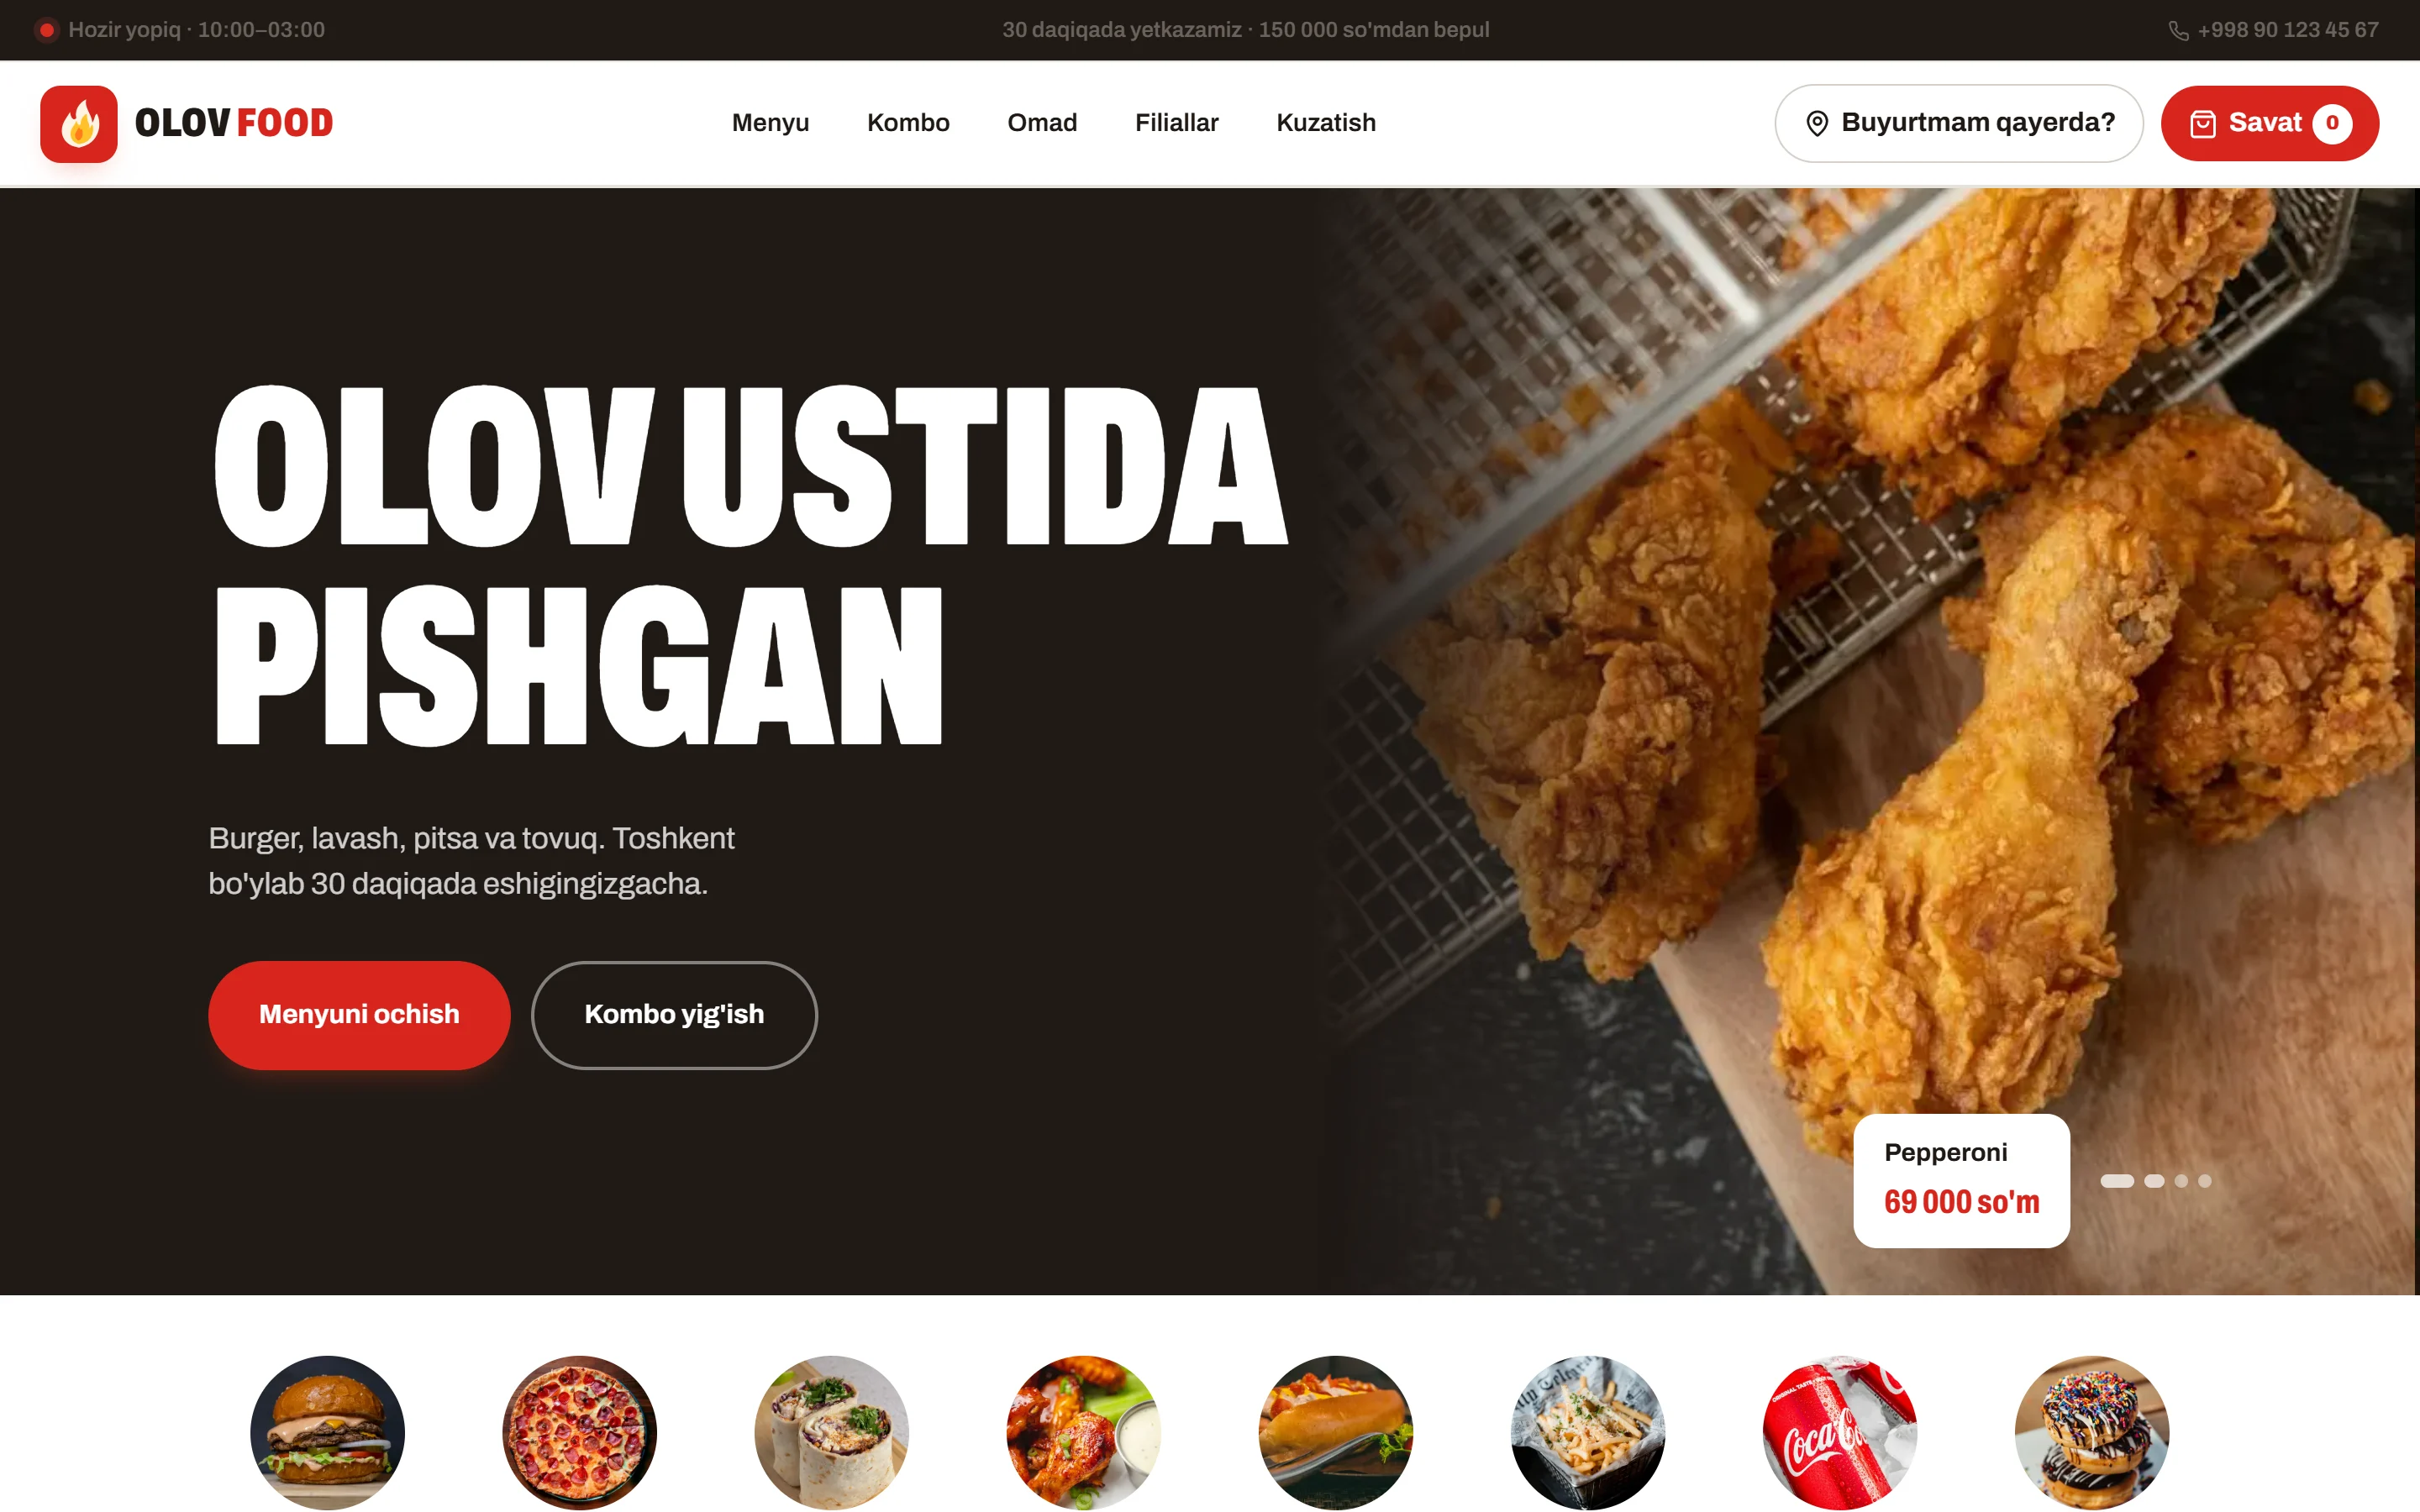 Hozir yopiq · 10:00–03:00
30 daqiqada yetkazamiz · 150 000 so'mdan bepul
+998 90 123 45 67
OLOV FOOD
Menyu
Kombo
Omad
Filiallar
Kuzatish
Buyurtmam qayerda?
Savat 0
OLOV USTIDA
PISHGAN
Burger, lavash, pitsa va tovuq. Toshkent
bo'ylab 30 daqiqada eshigingizgacha.
Menyuni ochish
Kombo yig'ish
Pepperoni
69 000 so'm